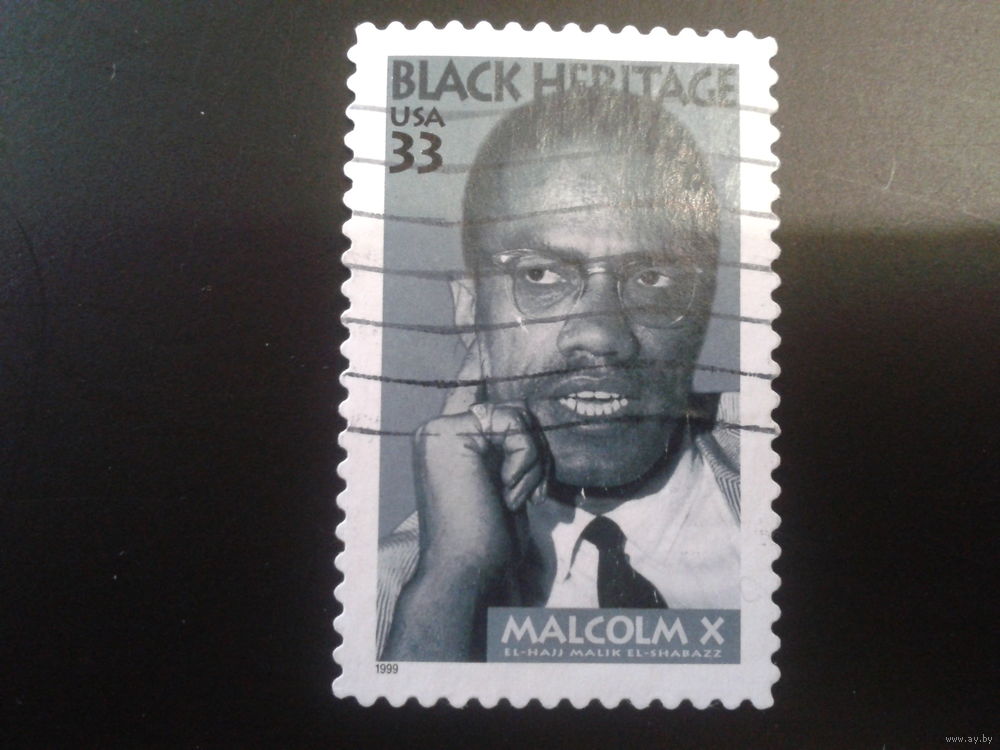 BLACK HERITAGE
USA
33
MALCOLM X
EL-HAJJ MALIK EL-SHABAZZ
1999
www.ay.by